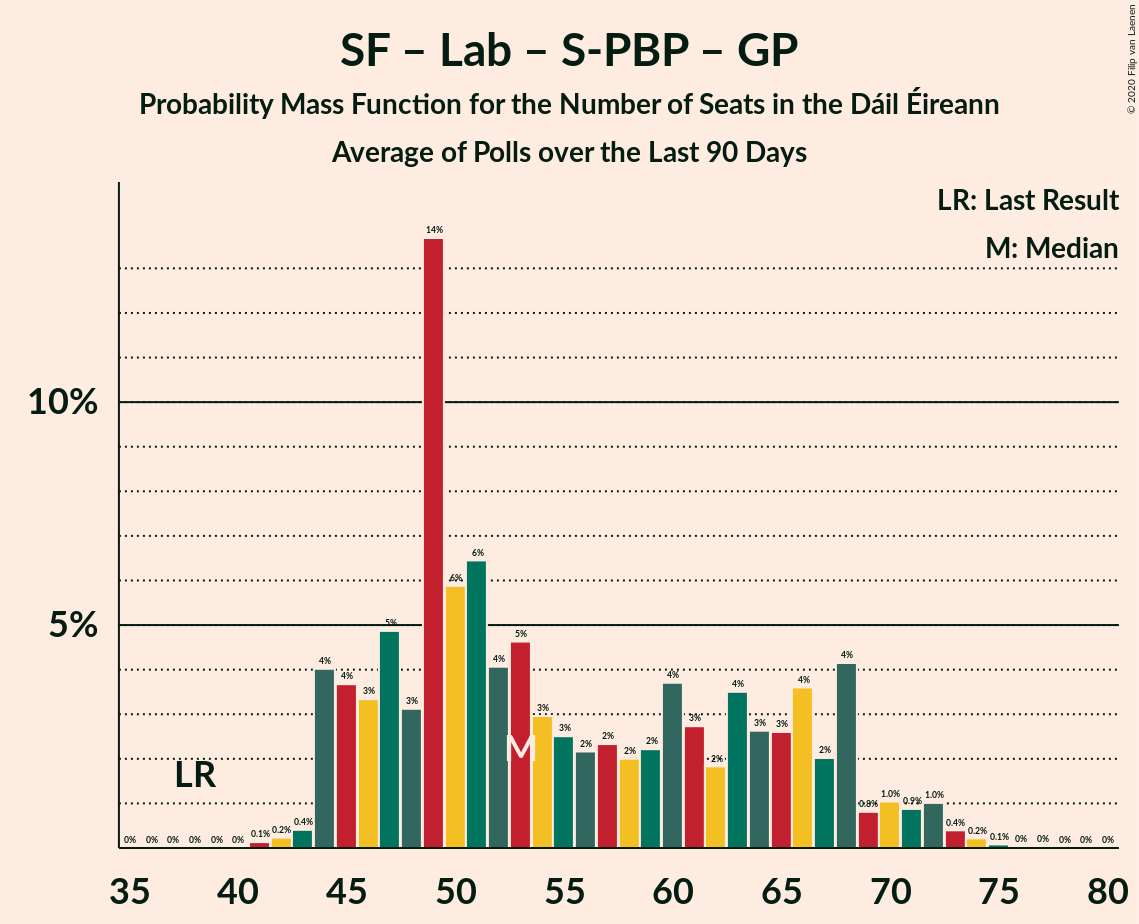 SF – Lab – S-PBP – GP
Probability Mass Function for the Number of Seats in the Dáil Éireann
Average of Polls over the Last 90 Days
© 2020 Filip van Laenen
LR: Last Result
M: Median
10%
5%
LR
M
0% 0% 0% 0% 0% 0% 0.1% 0.2% 0.4% 4% 4% 3% 5% 3% 14% 6% 6% 4% 5% 3% 3% 2% 2% 2% 2% 4% 3% 2% 4% 3% 3% 4% 2% 4% 0.8% 1.0% 0.9% 1.0% 0.4% 0.2% 0.1% 0% 0% 0% 0% 0%
35 40 45 50 55 60 65 70 75 80